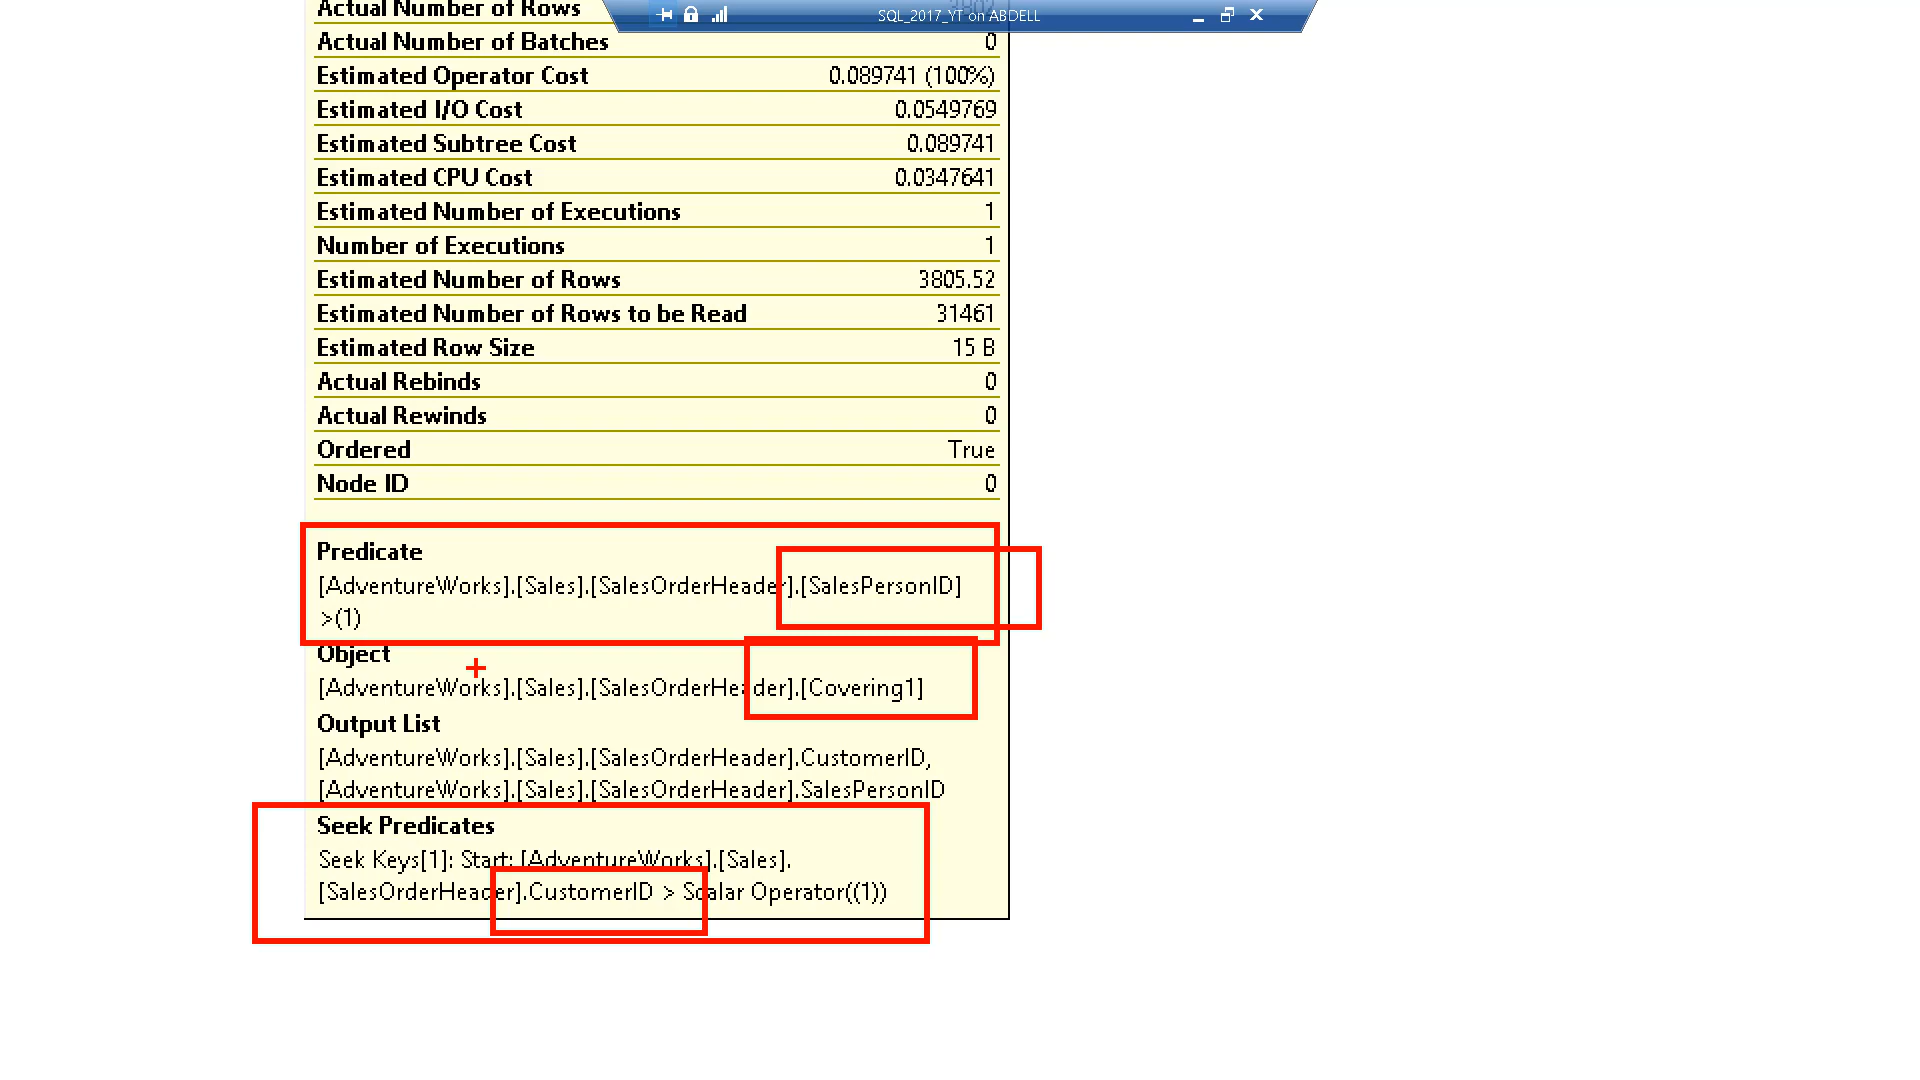 SQL_2017_YT on ABDELL
Actual Number of Rows
Actual Number of Batches 0
Estimated Operator Cost 0.089741 (100%)
Estimated I/O Cost 0.0549769
Estimated Subtree Cost 0.089741
Estimated CPU Cost 0.0347641
Estimated Number of Executions 1
Number of Executions 1
Estimated Number of Rows 3805.52
Estimated Number of Rows to be Read 31461
Estimated Row Size 15 B
Actual Rebinds 0
Actual Rewinds 0
Ordered True
Node ID 0
Predicate
[AdventureWorks].[Sales].[SalesOrderHeader].[SalesPersonID]
>(1)
Object
[AdventureWorks].[Sales].[SalesOrderHeader].[Covering1]
Output List
[AdventureWorks].[Sales].[SalesOrderHeader].CustomerID,
[AdventureWorks].[Sales].[SalesOrderHeader].SalesPersonID
Seek Predicates
Seek Keys[1]: Start: [AdventureWorks].[Sales].
[SalesOrderHeader].CustomerID > Scalar Operator((1))